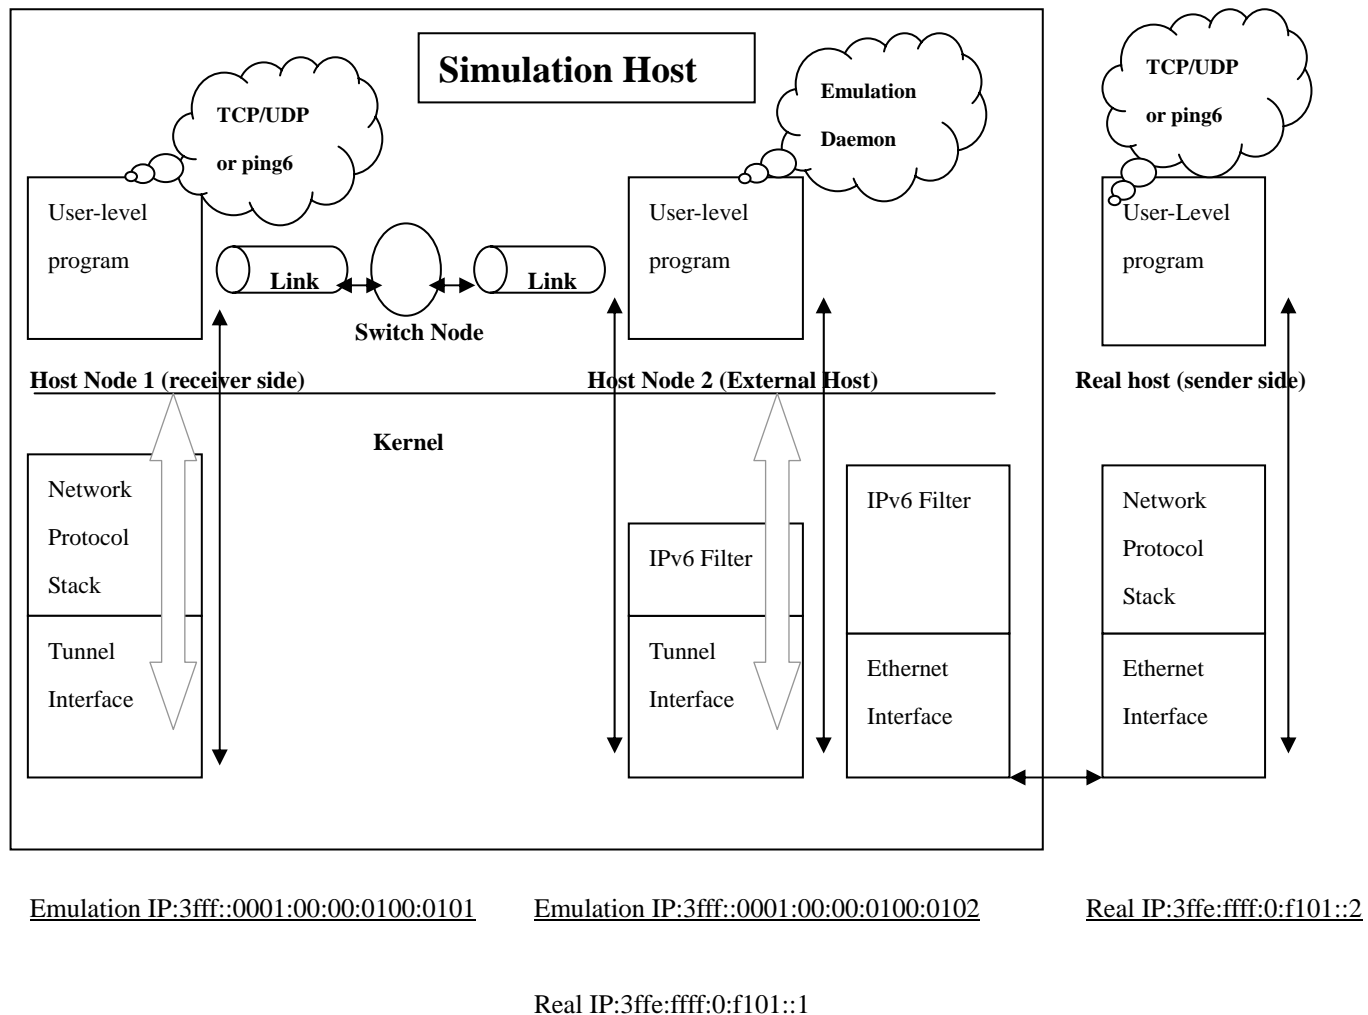 Simulation Host
TCP/UDP
or ping6
Emulation
Daemon
TCP/UDP
or ping6
User-level
program
Link
Switch Node
Link
User-level
program
User-Level
program
Host Node 1 (receiver side)
Host Node 2 (External Host)
Real host (sender side)
Kernel
Network
Protocol
Stack
Tunnel
Interface
IPv6 Filter
Tunnel
Interface
IPv6 Filter
Ethernet
Interface
Network
Protocol
Stack
Ethernet
Interface
Emulation IP:3fff::0001:00:00:0100:0101
Emulation IP:3fff::0001:00:00:0100:0102
Real IP:3ffe:ffff:0:f101::2
Real IP:3ffe:ffff:0:f101::1